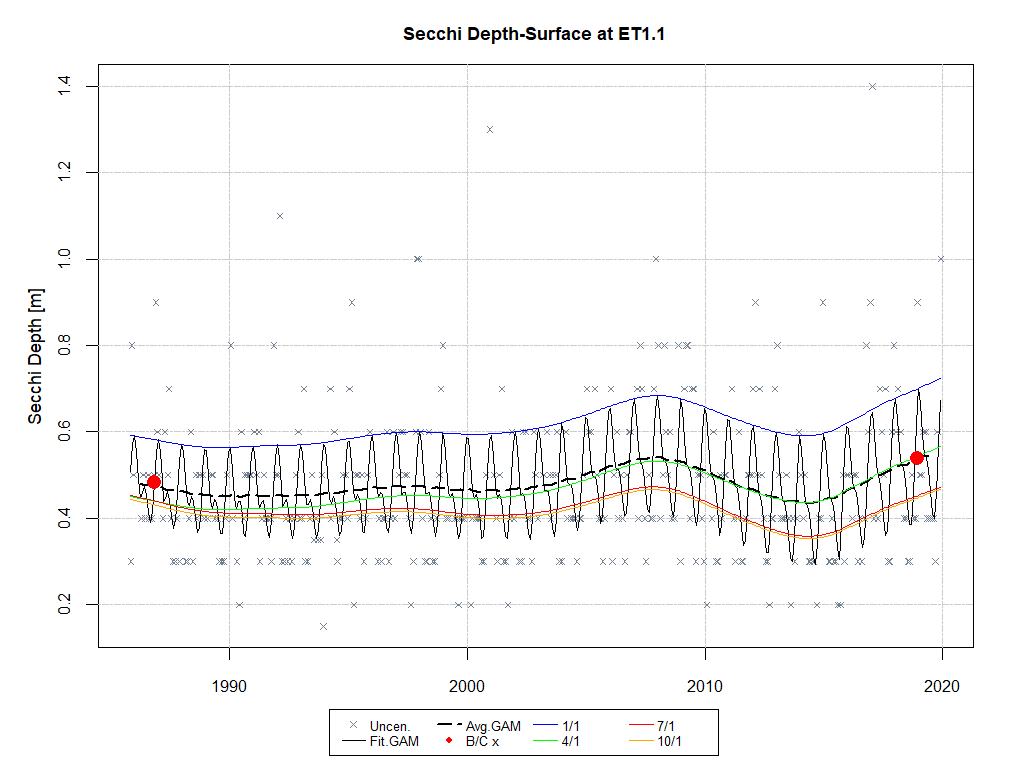 Secchi Depth-Surface at ET1.1
Secchi Depth [m]
1.4
1.2
1.0
0.8
0.6
0.4
0.2
1990 2000 2010 2020
Uncen. Avg.GAM 1/1 7/1
Fit.GAM B/C x 4/1 10/1